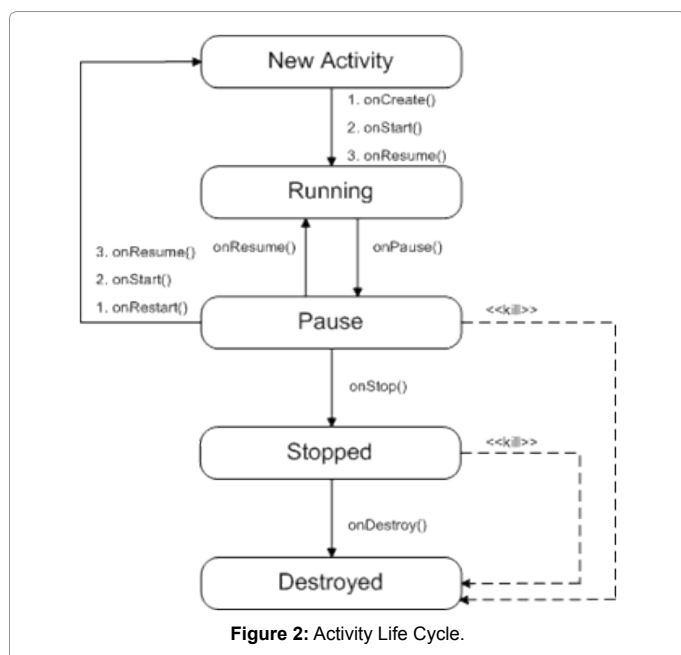 New Activity
1. onCreate()
2. onStart()
3. onResume()
Running
3. onResume()
2. onStart()
1. onRestart()
onResume()
onPause()
Pause
<<kill>>
onStop()
Stopped
<<kill>>
onDestroy()
Destroyed
Figure 2: Activity Life Cycle.